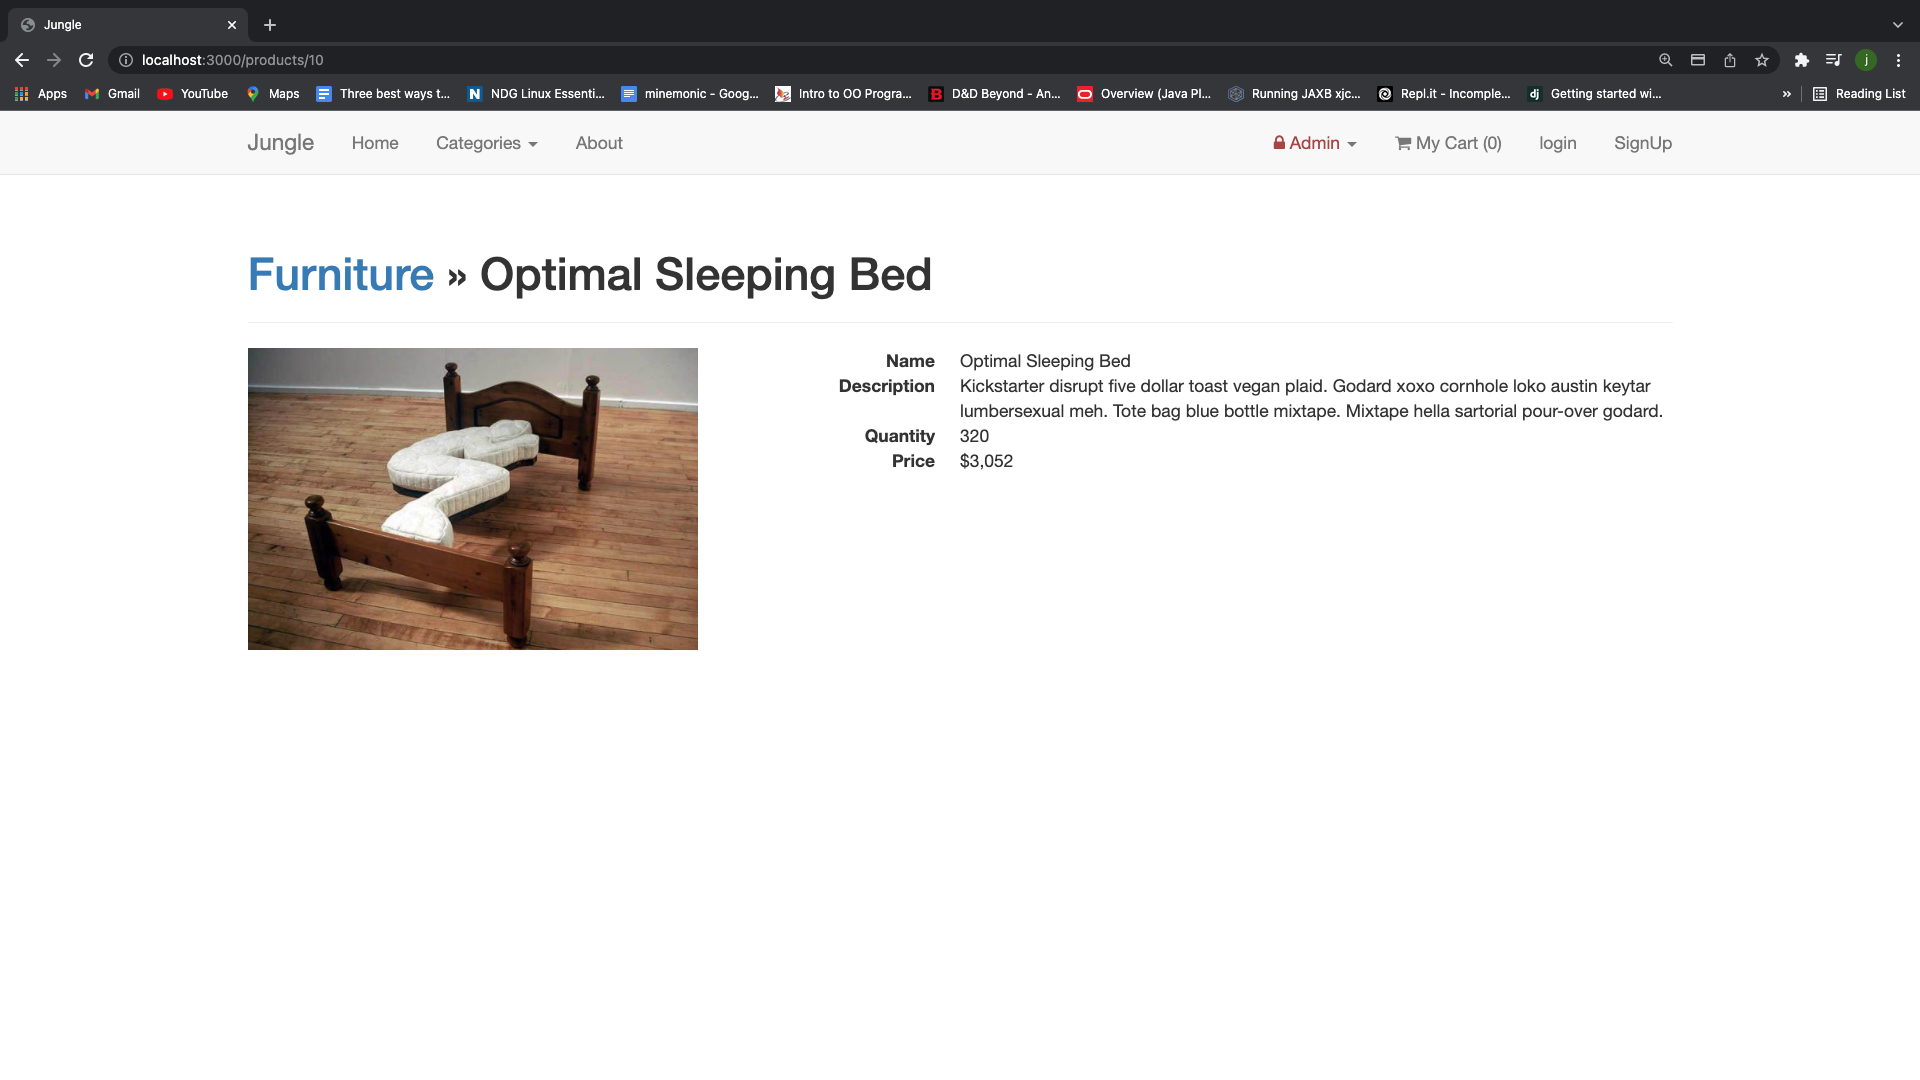 Jungle
localhost:3000/products/10
j
Apps Gmail YouTube Maps Three best ways t... NDG Linux Essenti... minemonic - Goog... Intro to OO Progra... D&D Beyond - An... Overview (Java Pl... Running JAXB xjc... Repl.it - Incomple... dj Getting started wi... » Reading List
Jungle Home Categories About Admin My Cart (0) login SignUp
Furniture » Optimal Sleeping Bed
Name Optimal Sleeping Bed
Description Kickstarter disrupt five dollar toast vegan plaid. Godard xoxo cornhole loko austin keytar
lumbersexual meh. Tote bag blue bottle mixtape. Mixtape hella sartorial pour-over godard.
Quantity 320
Price $3,052